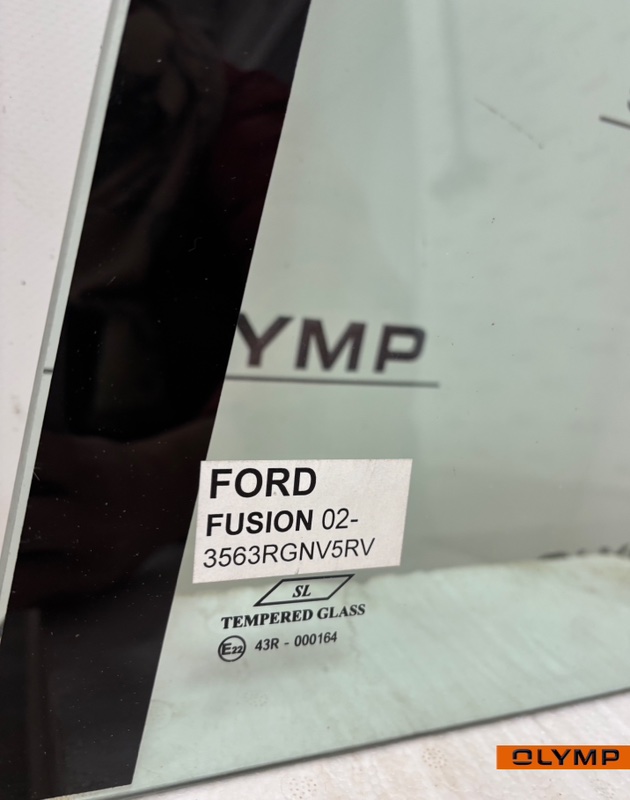 YMP
FORD
FUSION 02-
3563RGNV5RV
SL
TEMPERED GLASS
E22 43R - 000164
OLYMP